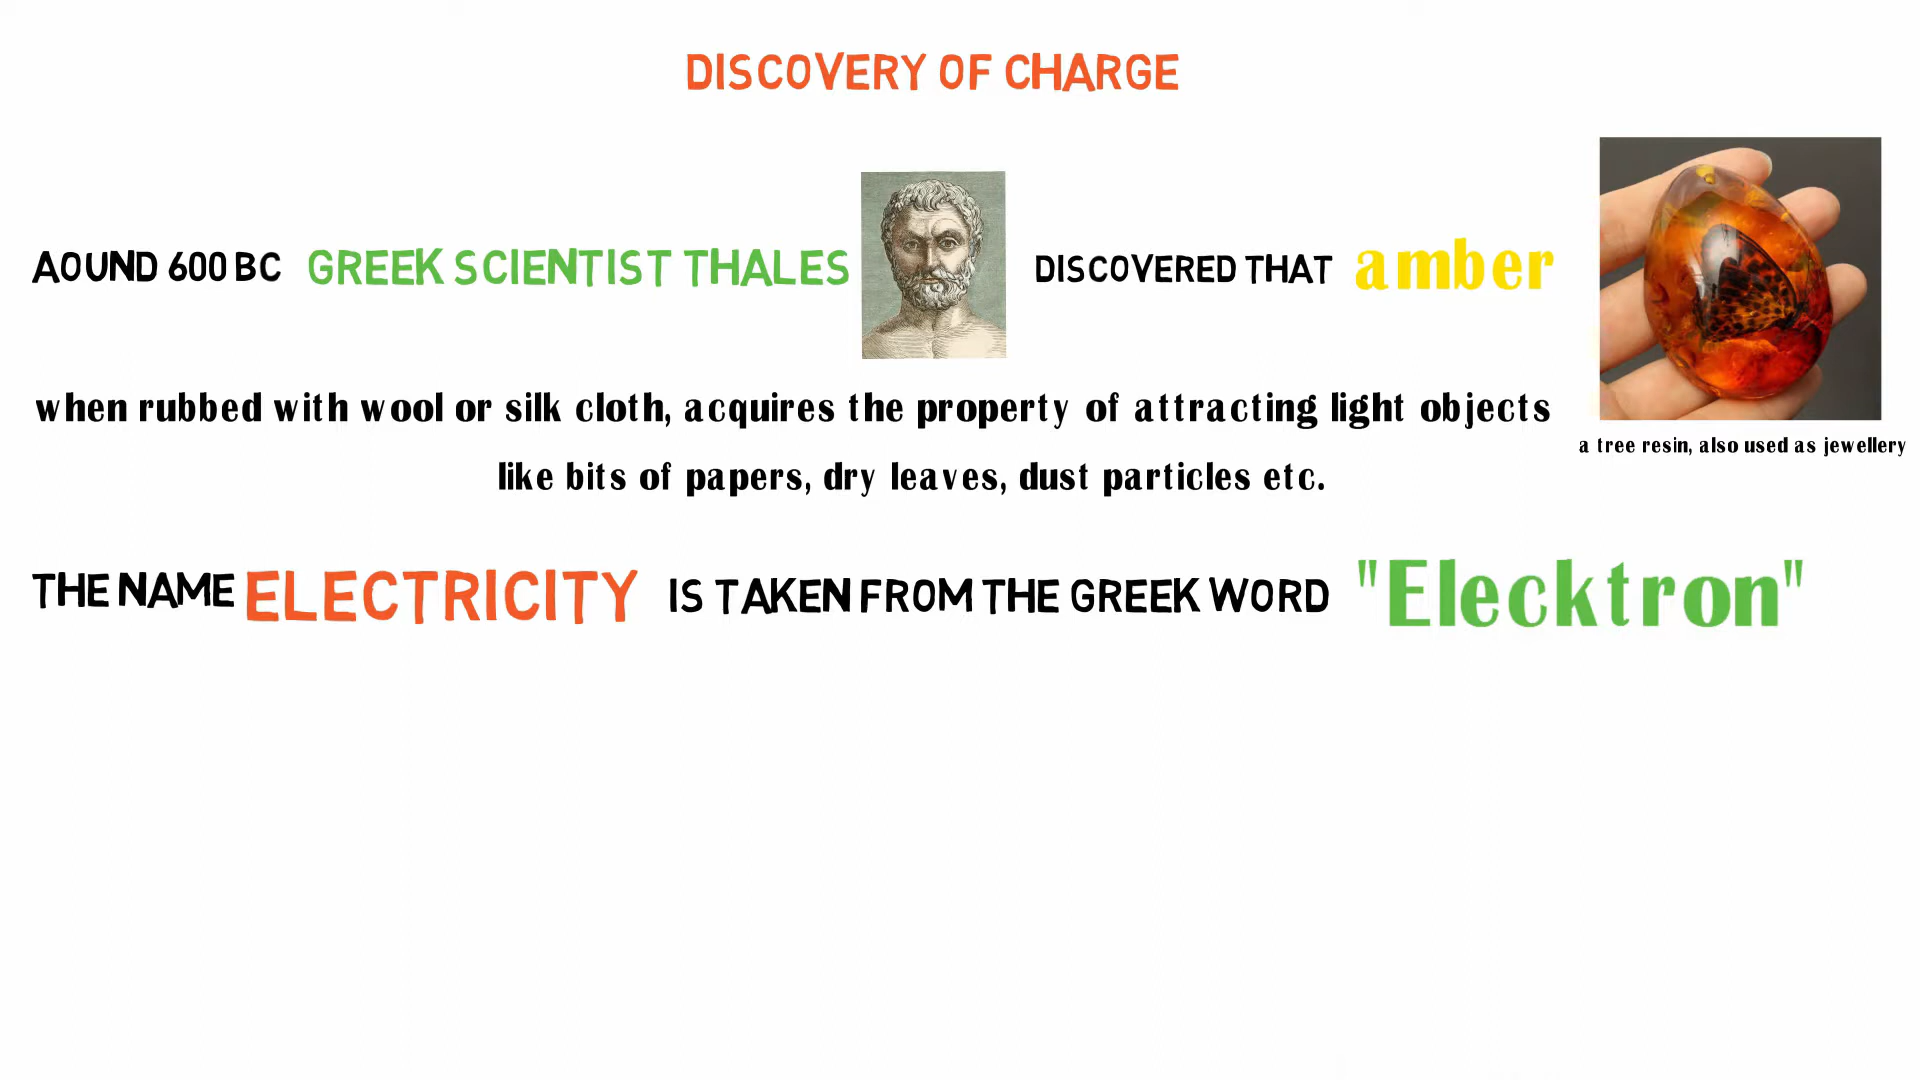 DISCOVERY OF CHARGE
AOUND 600 BC GREEK SCIENTIST THALES DISCOVERED THAT amber
when rubbed with wool or silk cloth, acquires the property of attracting light objects
a tree resin, also used as jewellery
like bits of papers, dry leaves, dust particles etc.
THE NAME ELECTRICITY IS TAKEN FROM THE GREEK WORD "Elecktron"